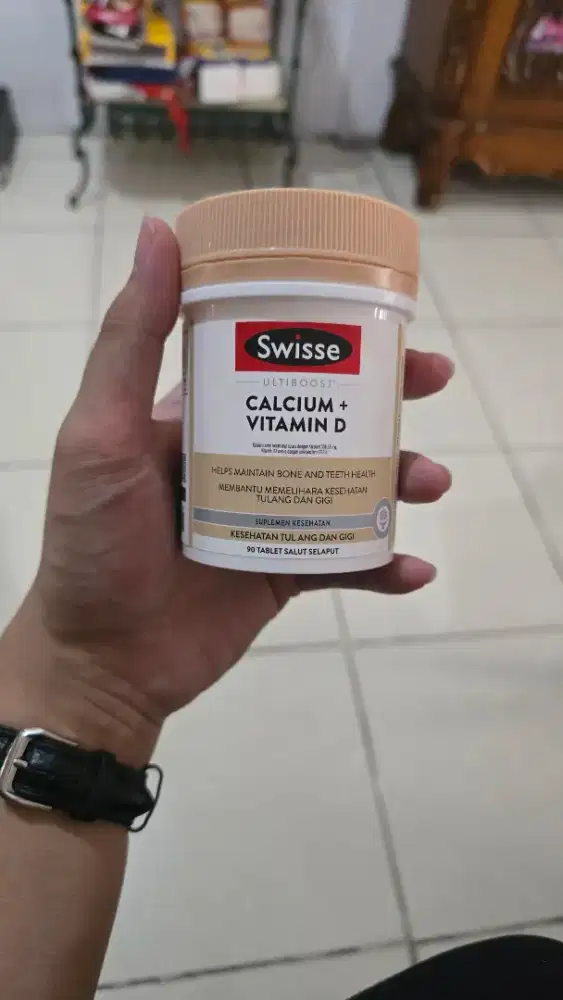 Swisse
ULTIBOOST
CALCIUM +
VITAMIN D
HELPS MAINTAIN BONE AND TEETH HEALTH
MEMBANTU MEMELIHARA KESEHATAN
TULANG DAN GIGI
SUPLEMEN KESEHATAN
KESEHATAN TULANG DAN GIGI
90 TABLET SALUT SELAPUT